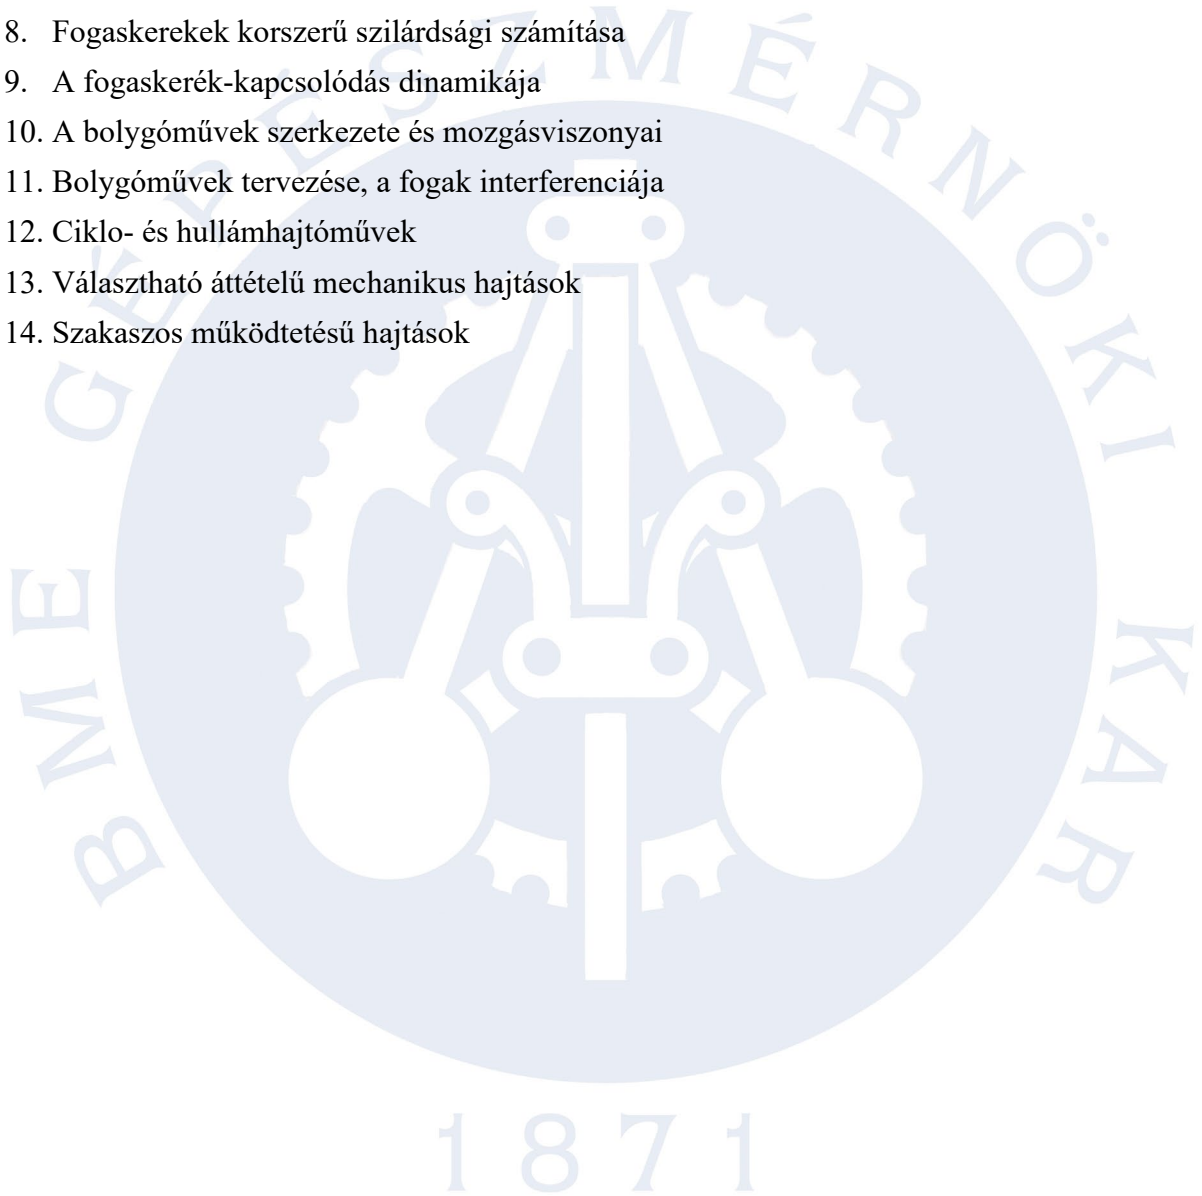 8. Fogaskerekek korszerű szilárdsági számítása
9. A fogaskerék-kapcsolódás dinamikája
10. A bolygóművek szerkezete és mozgásviszonyai
11. Bolygóművek tervezése, a fogak interferenciája
12. Ciklo- és hullámhajtóművek
13. Választható áttételű mechanikus hajtások
14. Szakaszos működtetésű hajtások
BME GÉPÉSZMÉRNÖKI KAR
1871